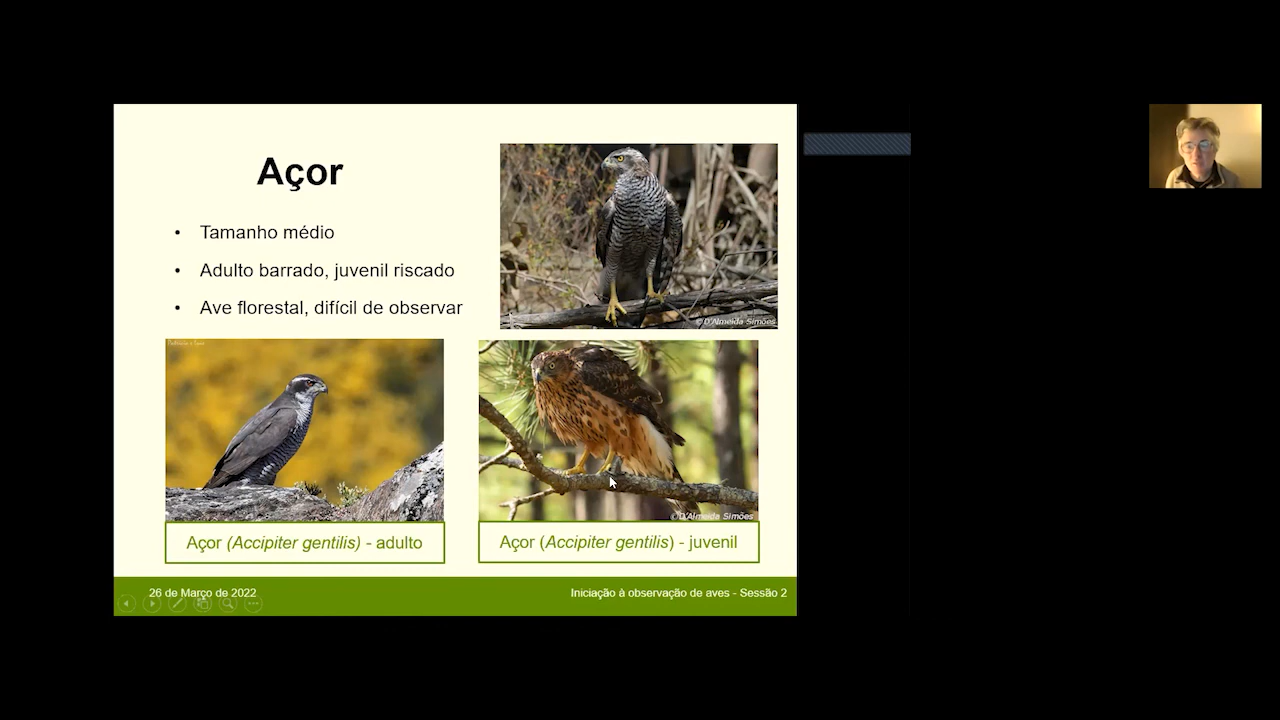 Açor
• Tamanho médio
• Adulto barrado, juvenil riscado
• Ave florestal, difícil de observar
©D'Almeida Simões
©D'Almeida Simões
Açor (Accipiter gentilis) - adulto
Açor (Accipiter gentilis) - juvenil
26 de Março de 2022
Iniciação à observação de aves - Sessão 2